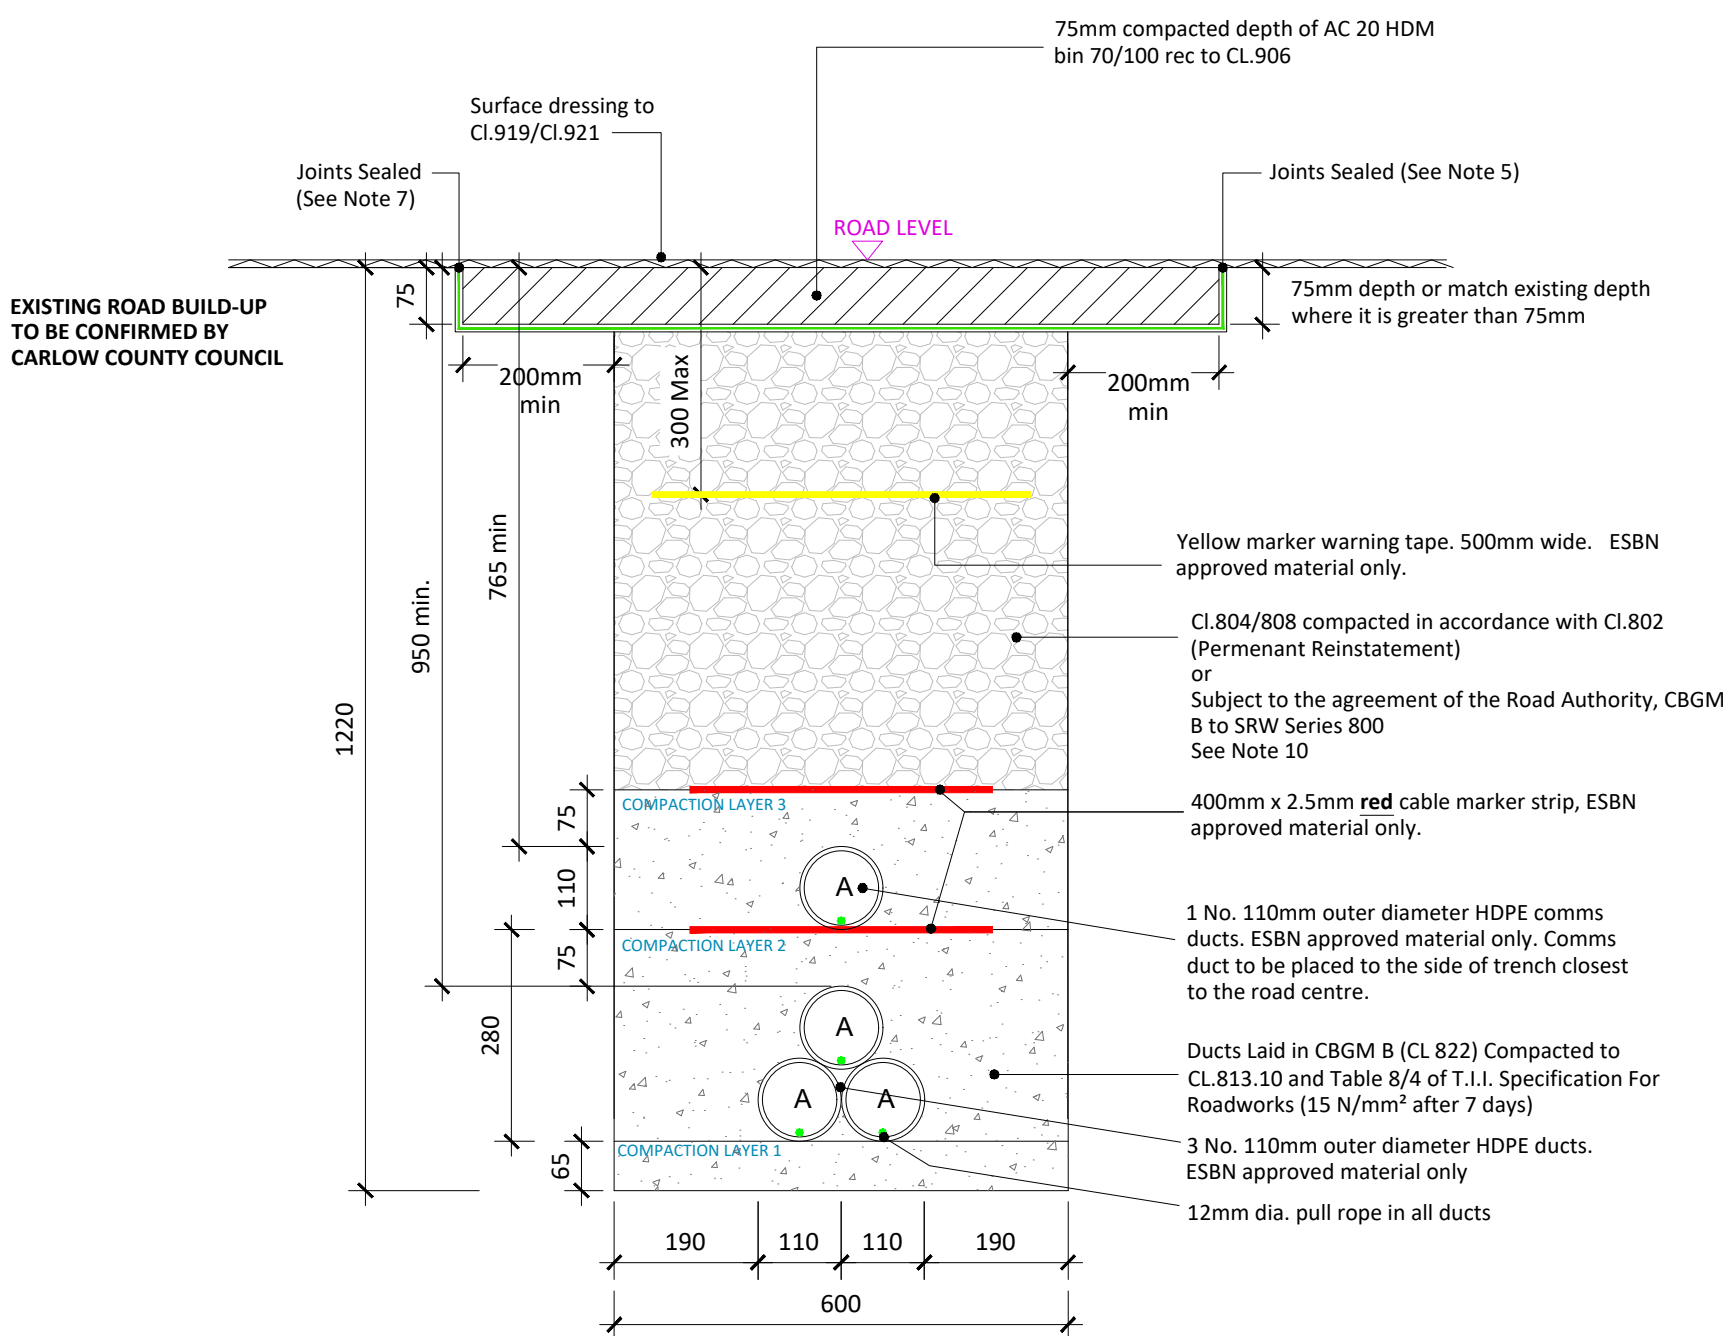 75mm compacted depth of AC 20 HDM
bin 70/100 rec to CL.906
Surface dressing to
Cl.919/Cl.921
Joints Sealed
(See Note 7)
Joints Sealed (See Note 5)
ROAD LEVEL
EXISTING ROAD BUILD-UP
TO BE CONFIRMED BY
CARLOW COUNTY COUNCIL
75
75mm depth or match existing depth
where it is greater than 75mm
200mm
min
300 Max
200mm
min
765 min
950 min.
1220
Yellow marker warning tape. 500mm wide.   ESBN
approved material only.
Cl.804/808 compacted in accordance with Cl.802
(Permenant Reinstatement)
or
Subject to the agreement of the Road Authority, CBGM
B to SRW Series 800
See Note 10
COMPACTION LAYER 3
75
400mm x 2.5mm red cable marker strip, ESBN
approved material only.
110
A
1 No. 110mm outer diameter HDPE comms
ducts. ESBN approved material only. Comms
duct to be placed to the side of trench closest
to the road centre.
COMPACTION LAYER 2
75
280
A
A
A
Ducts Laid in CBGM B (CL 822) Compacted to
CL.813.10 and Table 8/4 of T.I.I. Specification For
Roadworks (15 N/mm² after 7 days)
COMPACTION LAYER 1
65
3 No. 110mm outer diameter HDPE ducts.
ESBN approved material only
12mm dia. pull rope in all ducts
190
110
110
190
600